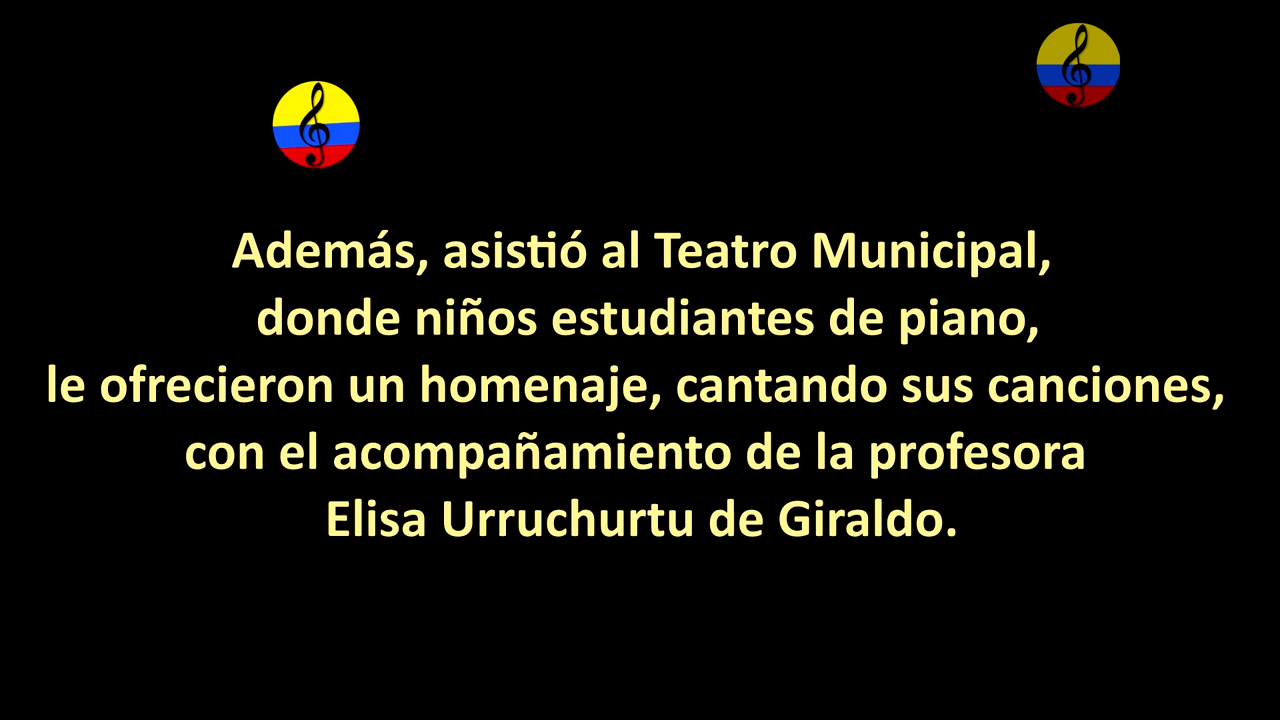 Además, asistió al Teatro Municipal,
donde niños estudiantes de piano,
le ofrecieron un homenaje, cantando sus canciones,
con el acompañamiento de la profesora
Elisa Urruchurtu de Giraldo.